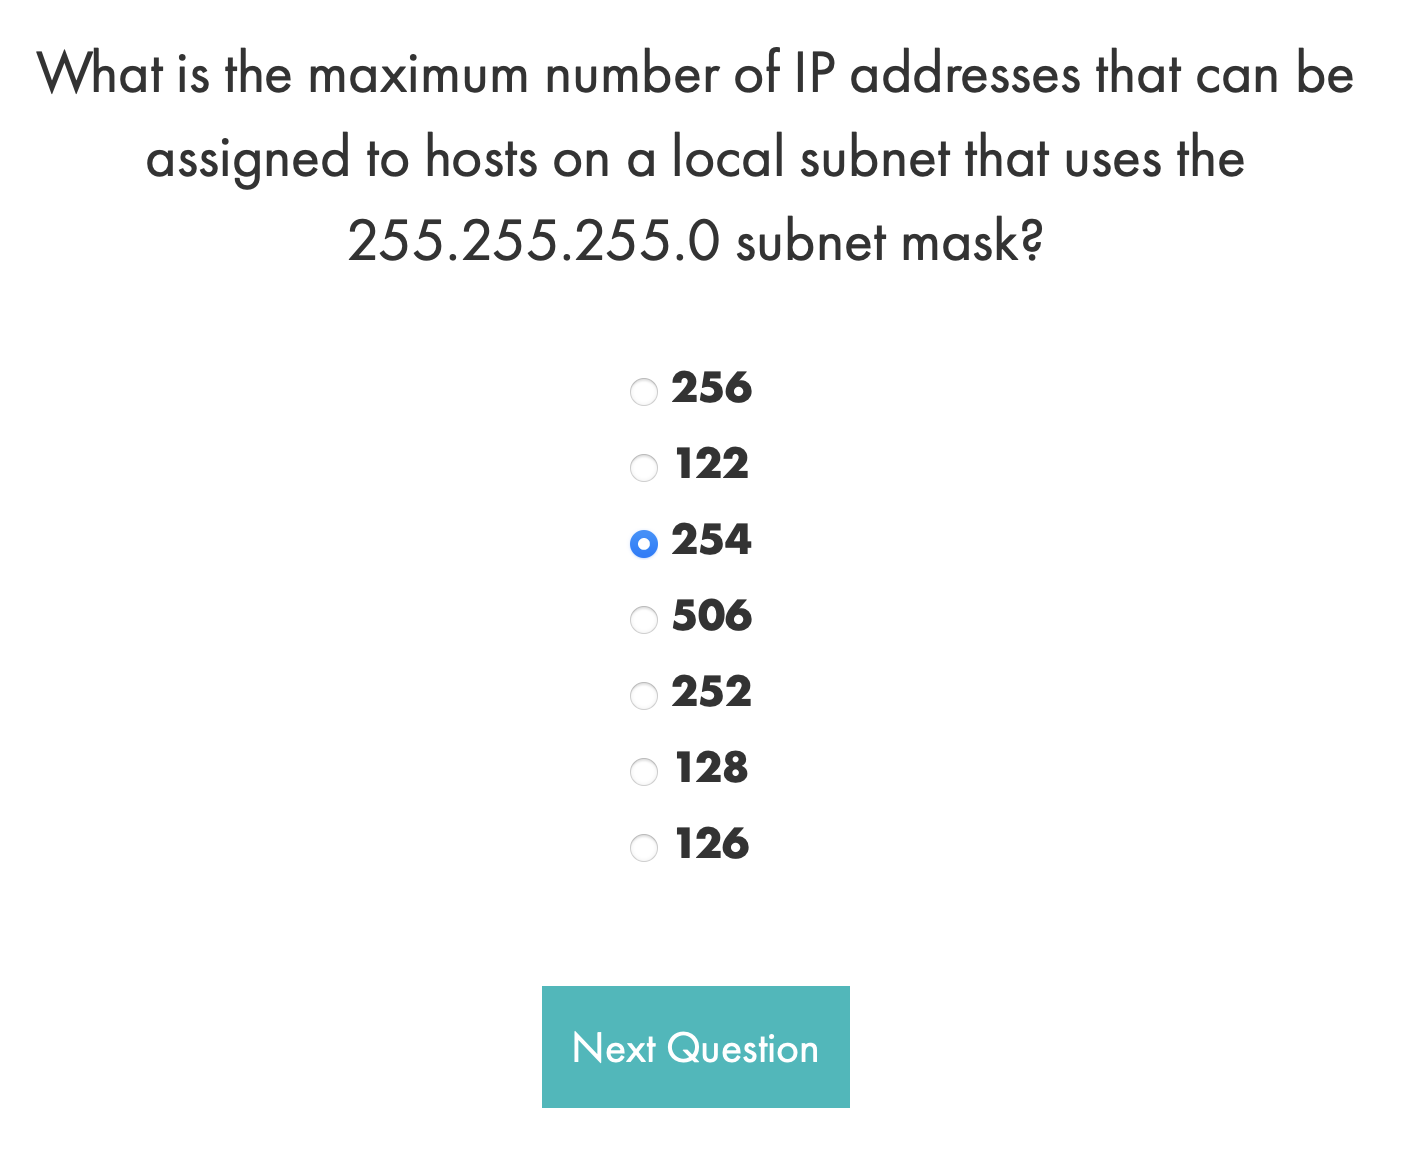 What is the maximum number of IP addresses that can be
assigned to hosts on a local subnet that uses the
255.255.255.0 subnet mask?
256
122
254
506
252
128
126
Next Question